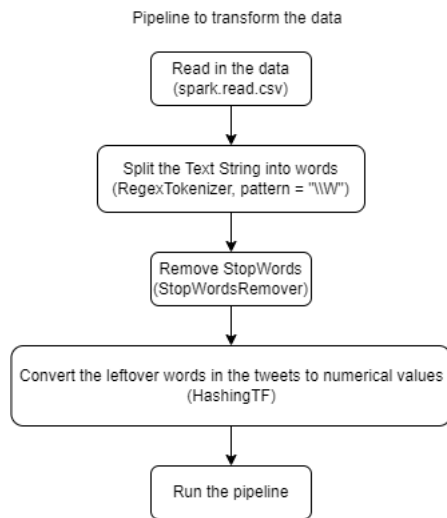 Pipeline to transform the data
Read in the data
(spark.read.csv)
Split the Text String into words
(RegexTokenizer, pattern = "\\W")
Remove StopWords
(StopWordsRemover)
Convert the leftover words in the tweets to numerical values
(HashingTF)
Run the pipeline